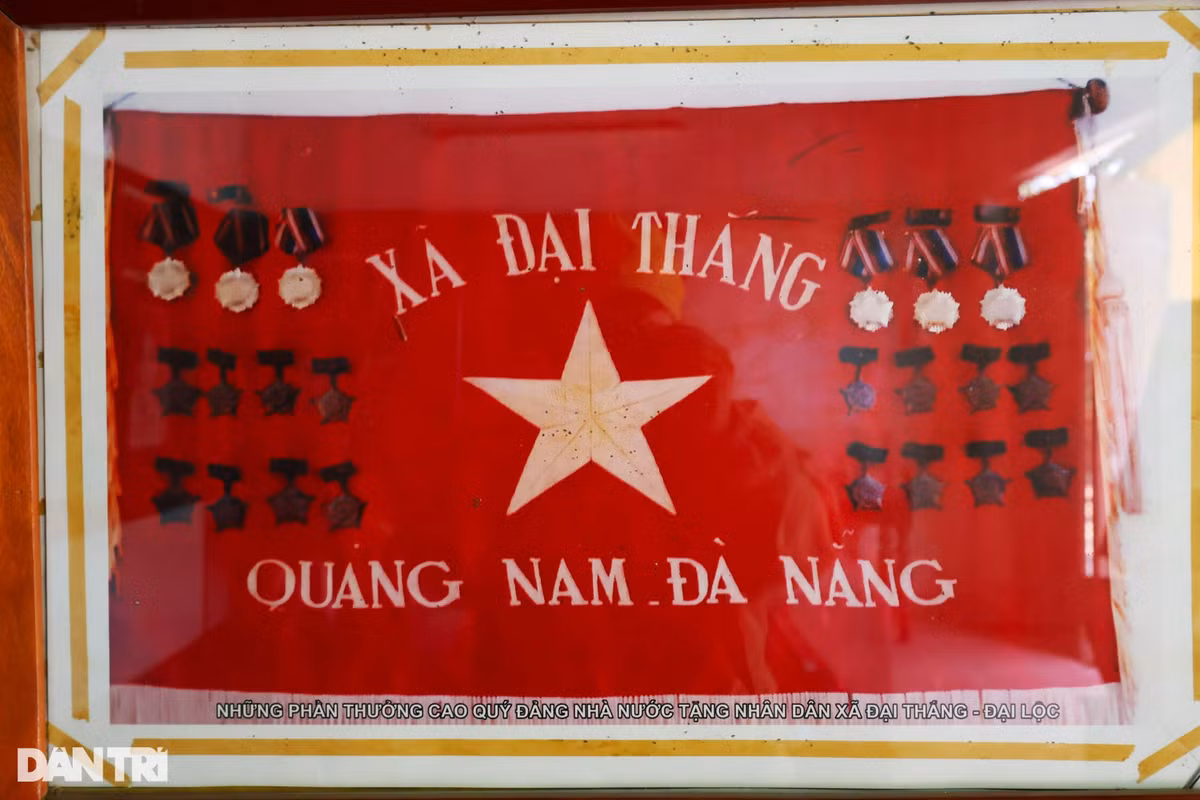 XÃ ĐẠI THẮNG
QUẢNG NAM - ĐÀ NẴNG
NHỮNG PHẦN THƯỞNG CAO QUÝ ĐẢNG NHÀ NƯỚC TẶNG NHÂN DÂN XÃ ĐẠI THẮNG - ĐẠI LỘC
DÂN TRÍ